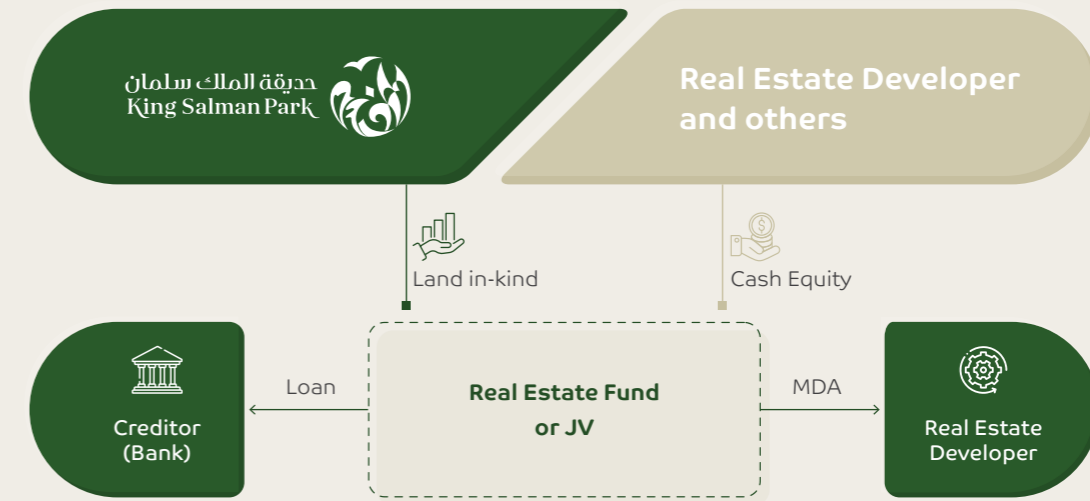 حديقة الملك سلمان
King Salman Park
Real Estate Developer
and others
$
Land in-kind
Cash Equity
Creditor
(Bank)
Loan
Real Estate Fund
or JV
MDA
Real Estate
Developer